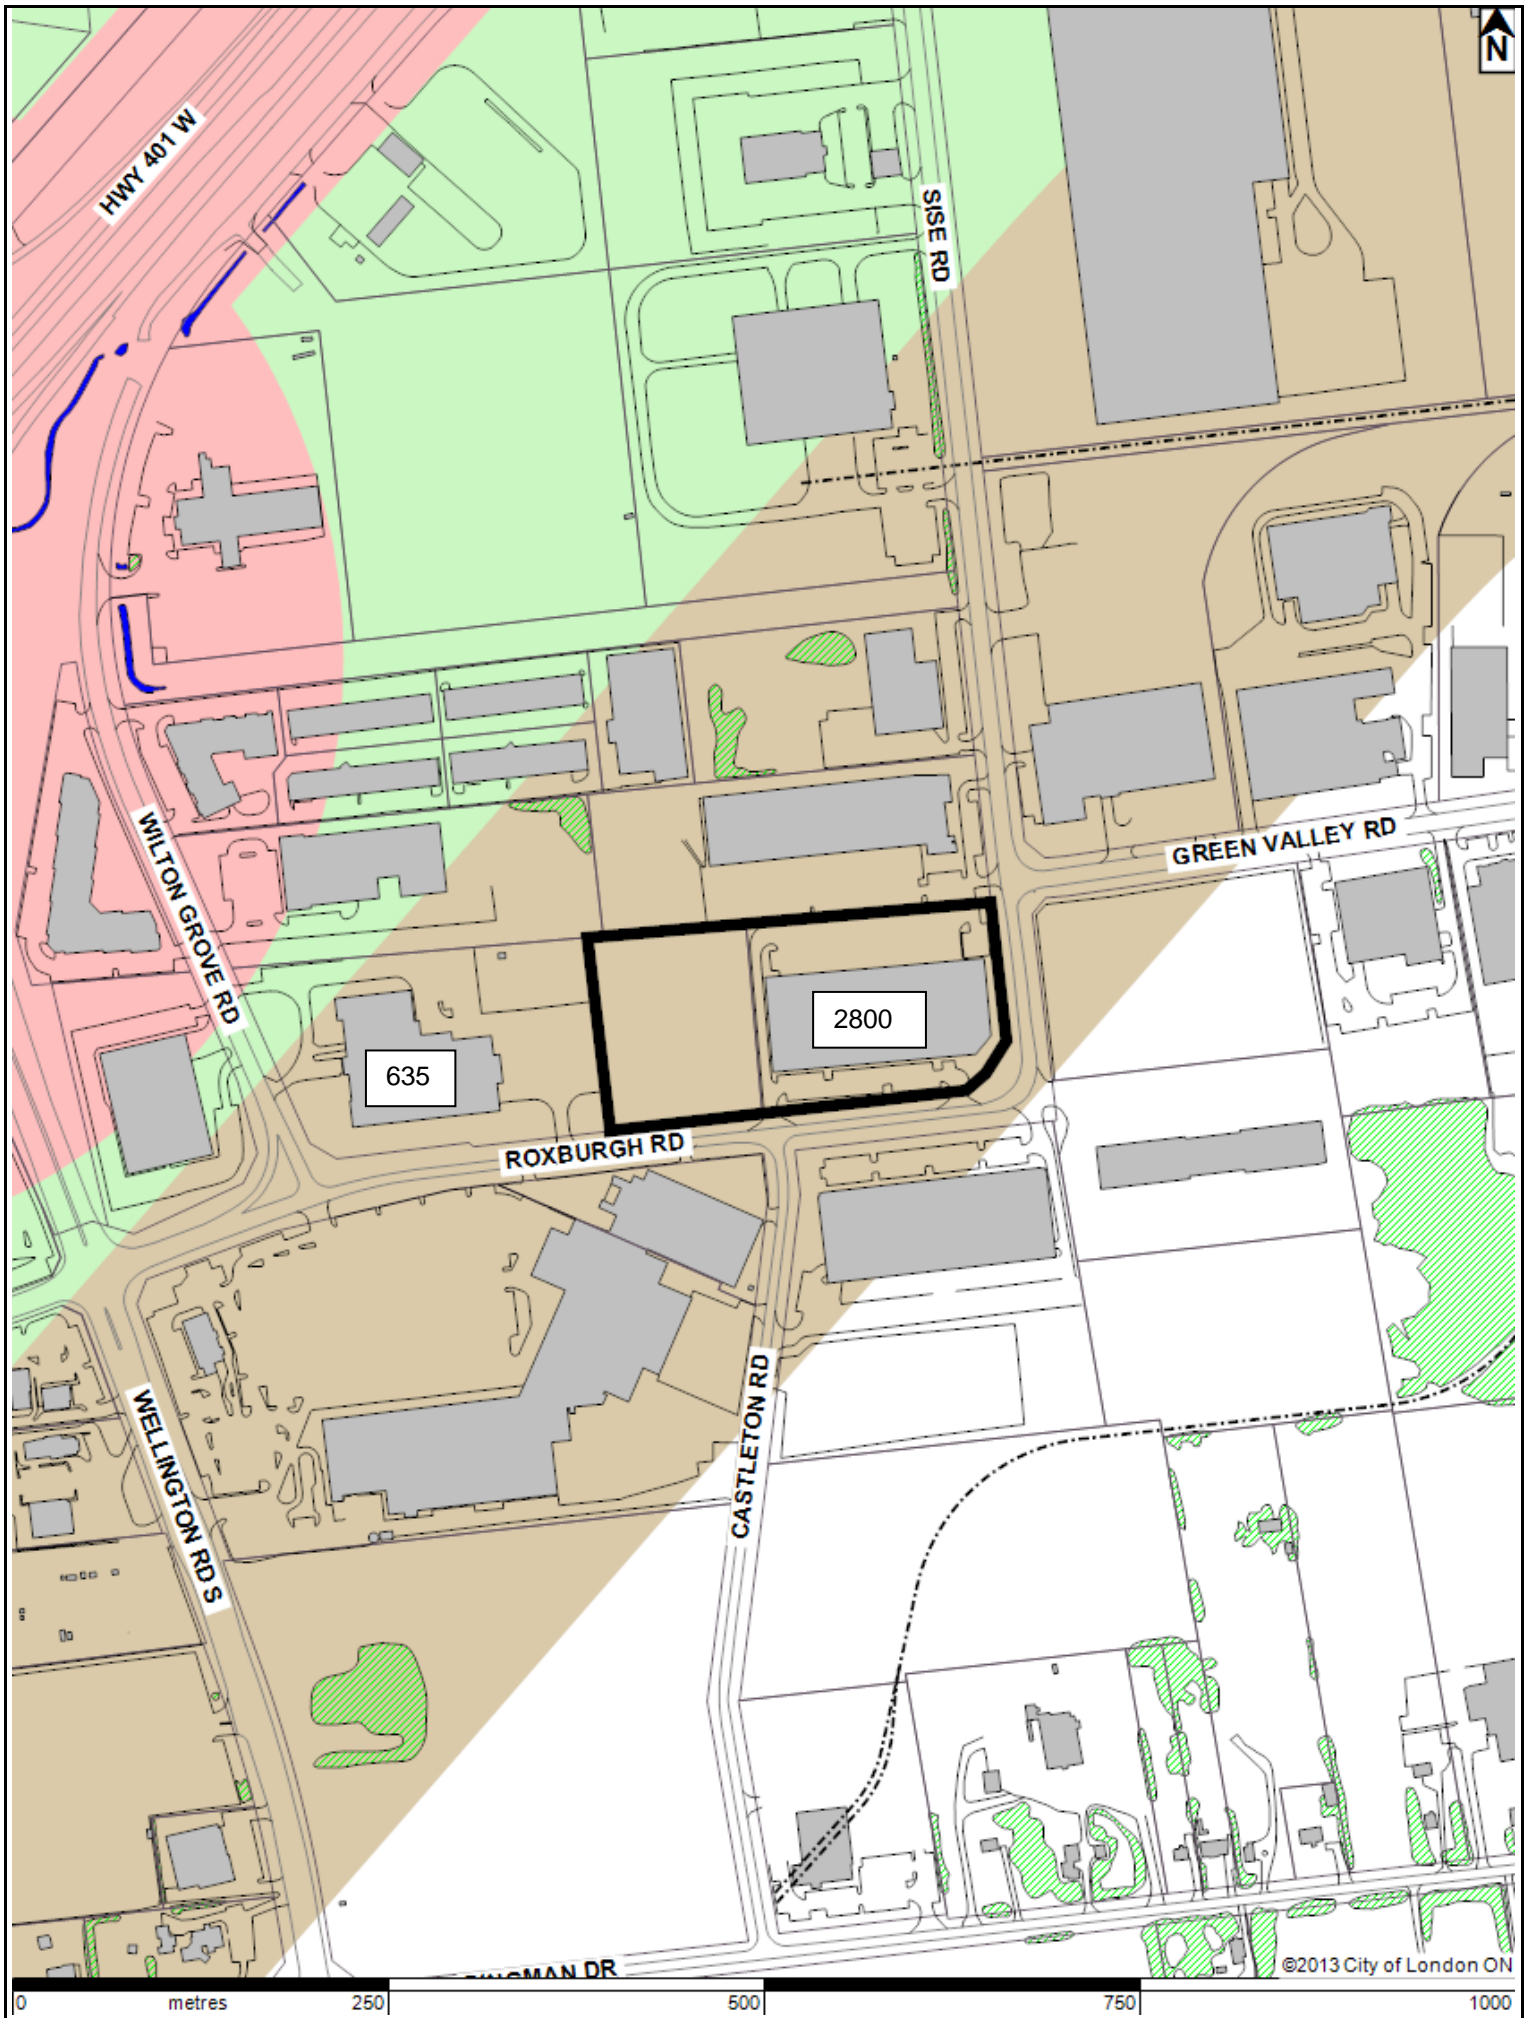 N
HWY 401 W
SISE RD
WILTON GROVE RD
GREEN VALLEY RD
2800
635
ROXBURGH RD
CASTLETON RD
WELLINGTON RD S
DR
©2013 City of London ON
0 metres 250 500 750 1000